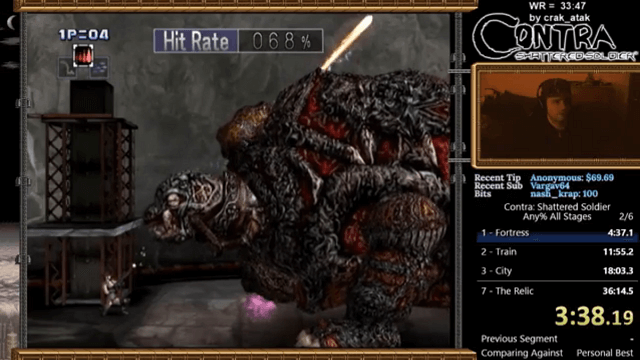 WR = 33:47
by crak_atak
CONTRA
SHATTERED SOLDIER
1P=04
Hit Rate 068%
Recent Tip Anonymous: $69.69
Recent Sub Vargav64
Bits nash_krap: 100
Contra: Shattered Soldier
Any% All Stages
2/6
1 - Fortress 4:37.1
2 - Train 11:55.2
3 - City 18:03.3
7 - The Relic 36:14.5
3:38.19
Previous Segment
Comparing Against Personal Best